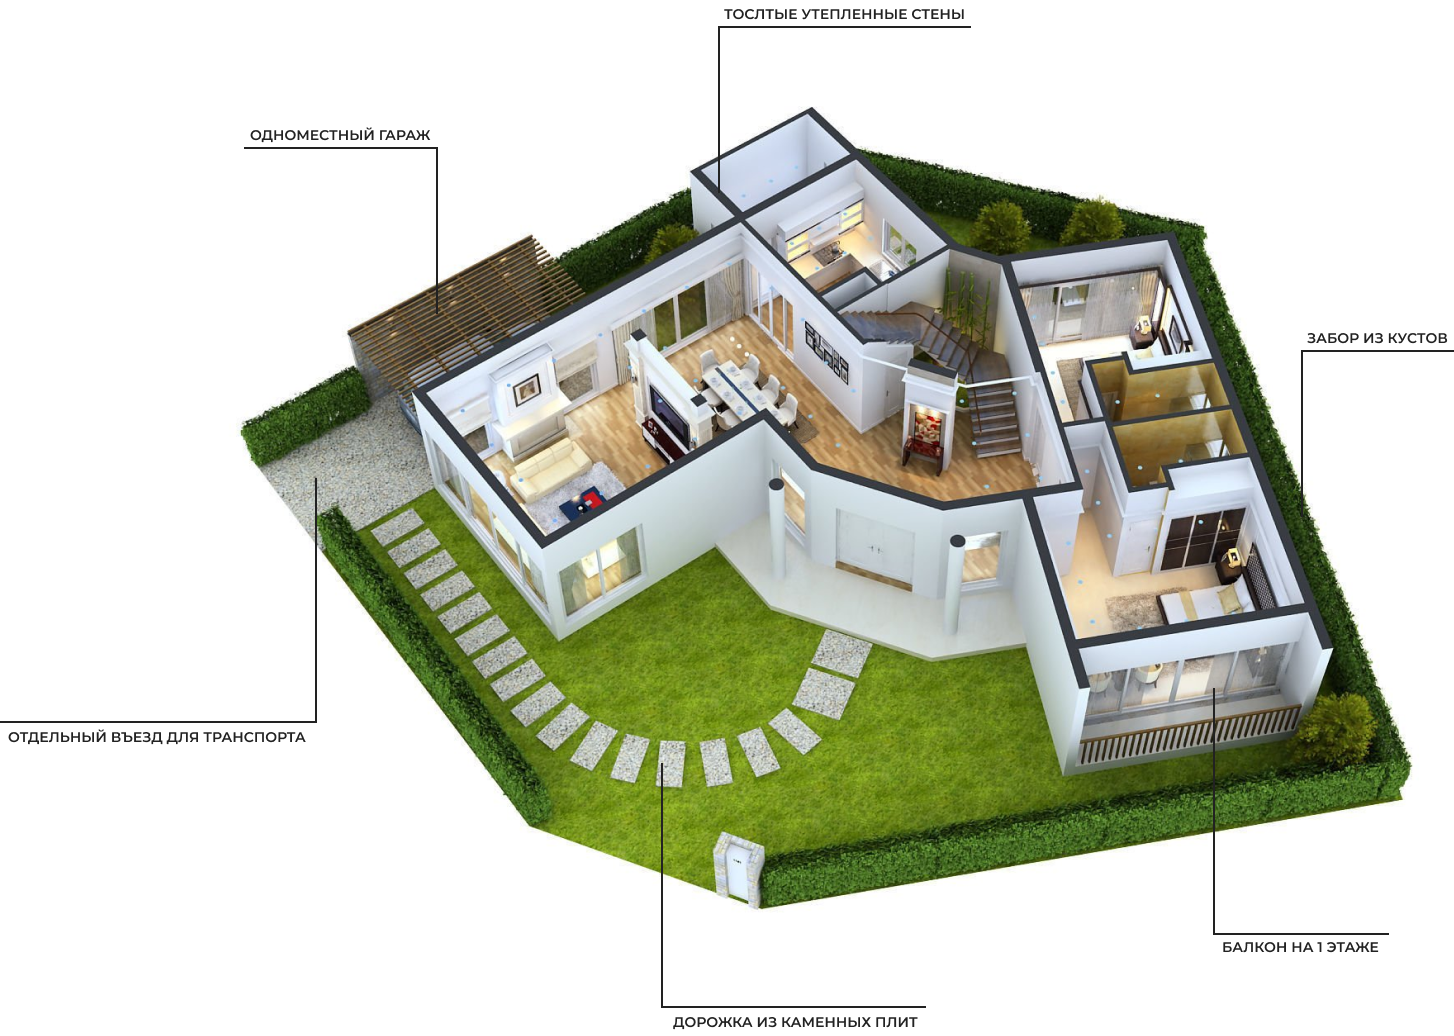 ТОСЛТЫЕ УТЕПЛЕННЫЕ СТЕНЫ
ОДНОМЕСТНЫЙ ГАРАЖ
ЗАБОР ИЗ КУСТОВ
ОТДЕЛЬНЫЙ ВЪЕЗД ДЛЯ ТРАНСПОРТА
БАЛКОН НА 1 ЭТАЖЕ
ДОРОЖКА ИЗ КАМЕННЫХ ПЛИТ